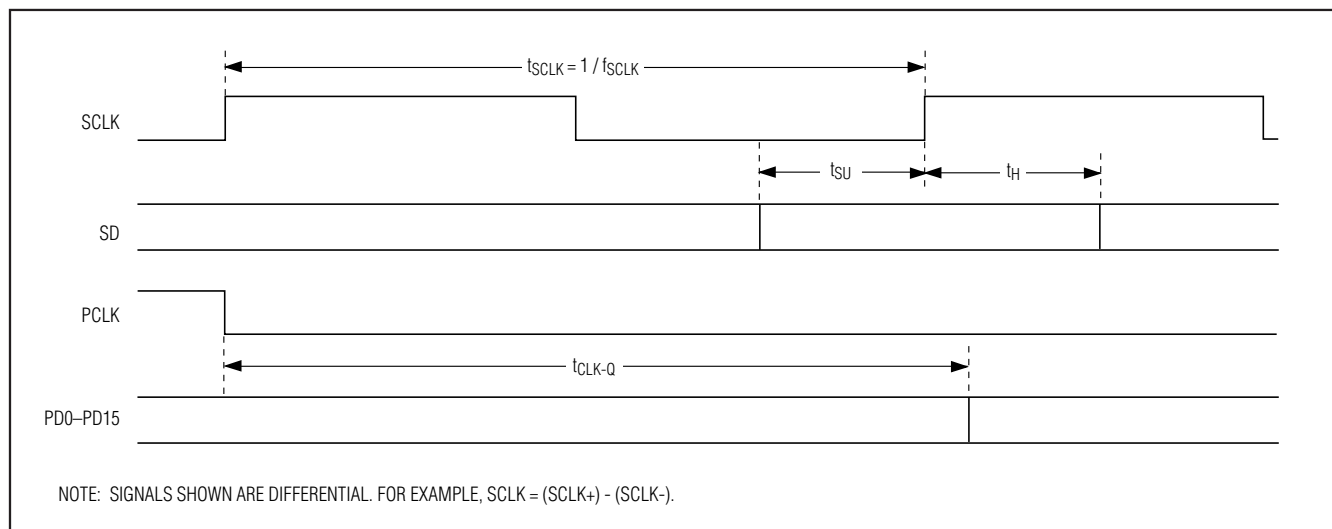 tSCLK = 1 / fSCLK
SCLK
tSU
tH
SD
PCLK
tCLK-Q
PD0–PD15
NOTE: SIGNALS SHOWN ARE DIFFERENTIAL. FOR EXAMPLE, SCLK = (SCLK+) - (SCLK-).